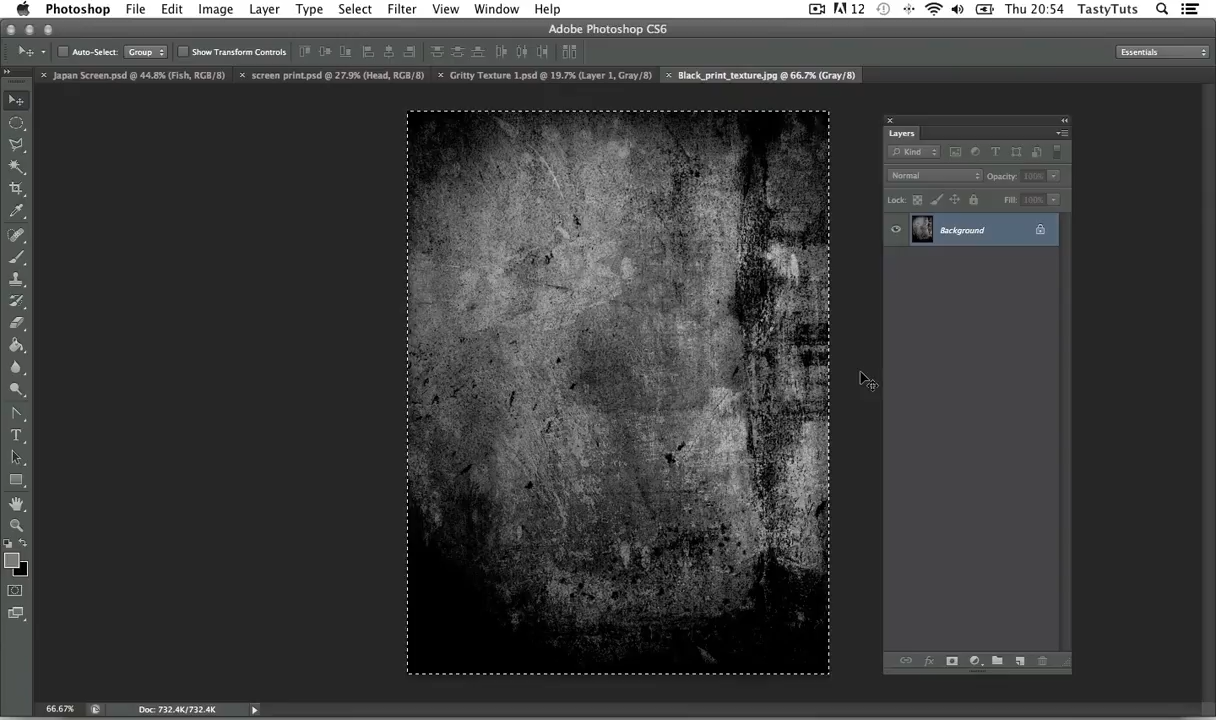 Photoshop File Edit Image Layer Type Select Filter View Window Help 12 Thu 20:54 TastyTuts
Adobe Photoshop CS6
Auto-Select: Group Show Transform Controls Essentials
Japan Screen.psd @ 44.8% (Fish, RGB/8) screen print.psd @ 27.9% (Head, RGB/8) Gritty Texture 1.psd @ 19.7% (Layer 1, Gray/8) Black_print_texture.jpg @ 66.7% (Gray/8)
Layers
Kind
Normal Opacity: 100%
Lock: Fill: 100%
Background
66.67% Doc: 732.4K/732.4K